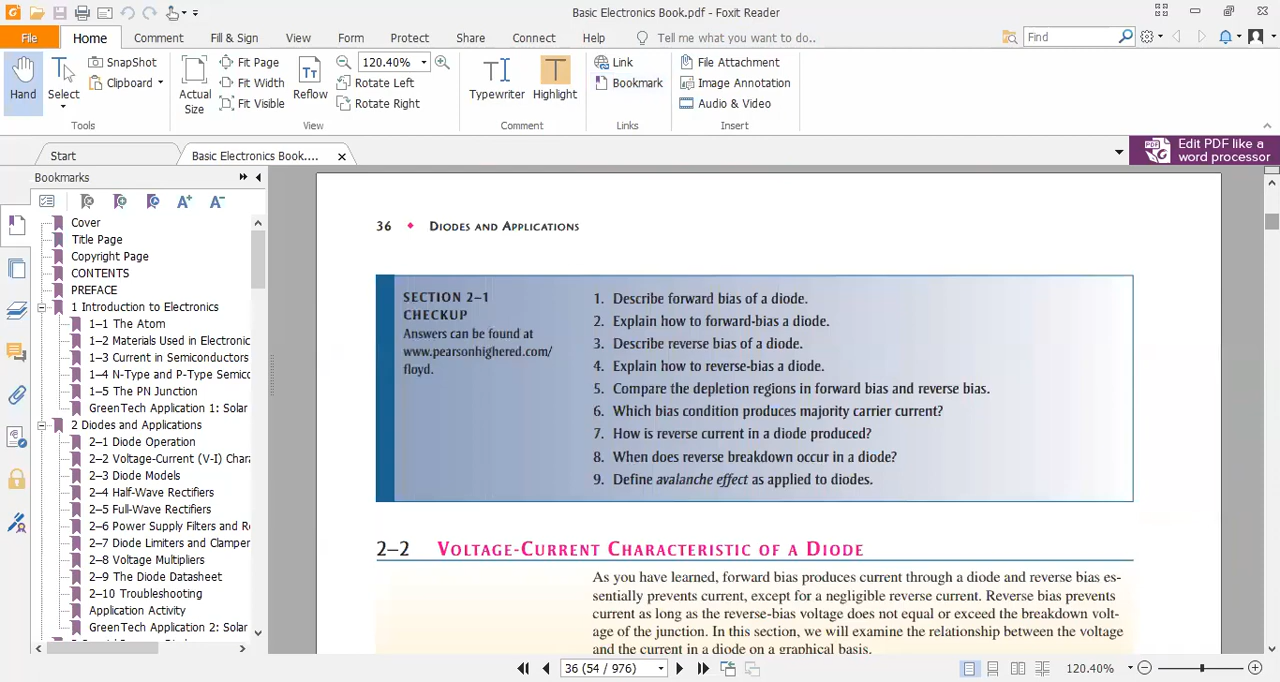 Basic Electronics Book.pdf - Foxit Reader
File Home Comment Fill & Sign View Form Protect Share Connect Help Tell me what you want to do.. Find
Hand
Select
SnapShot
Clipboard
Tools
Actual
Size
Fit Page
Fit Width
Fit Visible
Reflow
120.40%
Rotate Left
Rotate Right
View
Typewriter
Highlight
Comment
Link
Bookmark
Links
File Attachment
Image Annotation
Audio & Video
Insert
Start
Basic Electronics Book....
Edit PDF like a
word processor
Bookmarks
Cover
Title Page
Copyright Page
CONTENTS
PREFACE
1 Introduction to Electronics
1–1 The Atom
1–2 Materials Used in Electronic
1–3 Current in Semiconductors
1–4 N-Type and P-Type Semico
1–5 The PN Junction
GreenTech Application 1: Solar
2 Diodes and Applications
2–1 Diode Operation
2–2 Voltage-Current (V-I) Chara
2–3 Diode Models
2–4 Half-Wave Rectifiers
2–5 Full-Wave Rectifiers
2–6 Power Supply Filters and Re
2–7 Diode Limiters and Clamper
2–8 Voltage Multipliers
2–9 The Diode Datasheet
2–10 Troubleshooting
Application Activity
GreenTech Application 2: Solar
36 ◆ DIODES AND APPLICATIONS
SECTION 2–1
CHECKUP
Answers can be found at
www.pearsonhighered.com/
floyd.
1. Describe forward bias of a diode.
2. Explain how to forward-bias a diode.
3. Describe reverse bias of a diode.
4. Explain how to reverse-bias a diode.
5. Compare the depletion regions in forward bias and reverse bias.
6. Which bias condition produces majority carrier current?
7. How is reverse current in a diode produced?
8. When does reverse breakdown occur in a diode?
9. Define avalanche effect as applied to diodes.
2–2 VOLTAGE-CURRENT CHARACTERISTIC OF A DIODE
As you have learned, forward bias produces current through a diode and reverse bias es-
sentially prevents current, except for a negligible reverse current. Reverse bias prevents
current as long as the reverse-bias voltage does not equal or exceed the breakdown volt-
age of the junction. In this section, we will examine the relationship between the voltage
and the current in a diode on a graphical basis.
36 (54 / 976)
120.40%